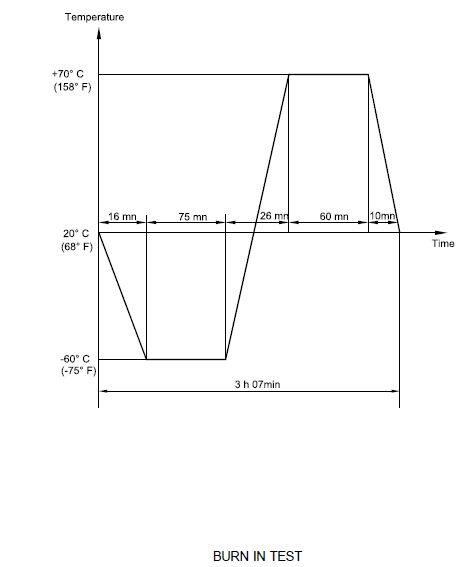 Temperature
+70° C
(158° F)
16 mn 75 mn 26 mn 60 mn 10mn
20° C
(68° F)
Time
-60° C
(-75° F)
3 h 07min
BURN IN TEST